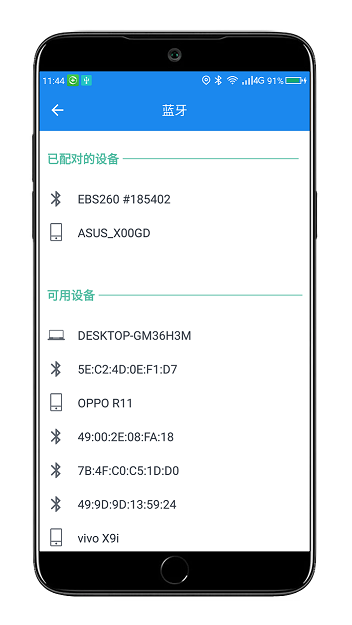 11:44 4G 91%
蓝牙
已配对的设备
EBS260 #185402
ASUS_X00GD
可用设备
DESKTOP-GM36H3M
5E:C2:4D:0E:F1:D7
OPPO R11
49:00:2E:08:FA:18
7B:4F:C0:C5:1D:D0
49:9D:9D:13:59:24
vivo X9i